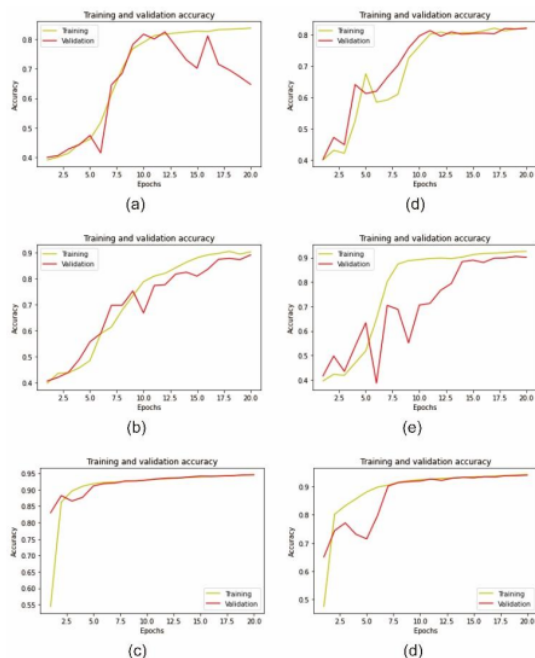 Training and validation accuracy
Training
Validation
Accuracy
0.8
0.7
0.6
0.5
0.4
2.5 5.0 7.5 10.0 12.5 15.0 17.5 20.0
Epochs
(a)
Training and validation accuracy
Training
Validation
Accuracy
0.8
0.7
0.6
0.5
0.4
2.5 5.0 7.5 10.0 12.5 15.0 17.5 20.0
Epochs
(d)
Training and validation accuracy
Training
Validation
Accuracy
0.9
0.8
0.7
0.6
0.5
0.4
2.5 5.0 7.5 10.0 12.5 15.0 17.5 20.0
Epochs
(b)
Training and validation accuracy
Training
Validation
Accuracy
0.9
0.8
0.7
0.6
0.5
0.4
2.5 5.0 7.5 10.0 12.5 15.0 17.5 20.0
Epochs
(e)
Training and validation accuracy
Accuracy
0.95
0.90
0.85
0.80
0.75
0.70
0.65
0.60
0.55
Training
Validation
2.5 5.0 7.5 10.0 12.5 15.0 17.5 20.0
Epochs
(c)
Training and validation accuracy
Accuracy
0.9
0.8
0.7
0.6
0.5
Training
Validation
2.5 5.0 7.5 10.0 12.5 15.0 17.5 20.0
Epochs
(d)